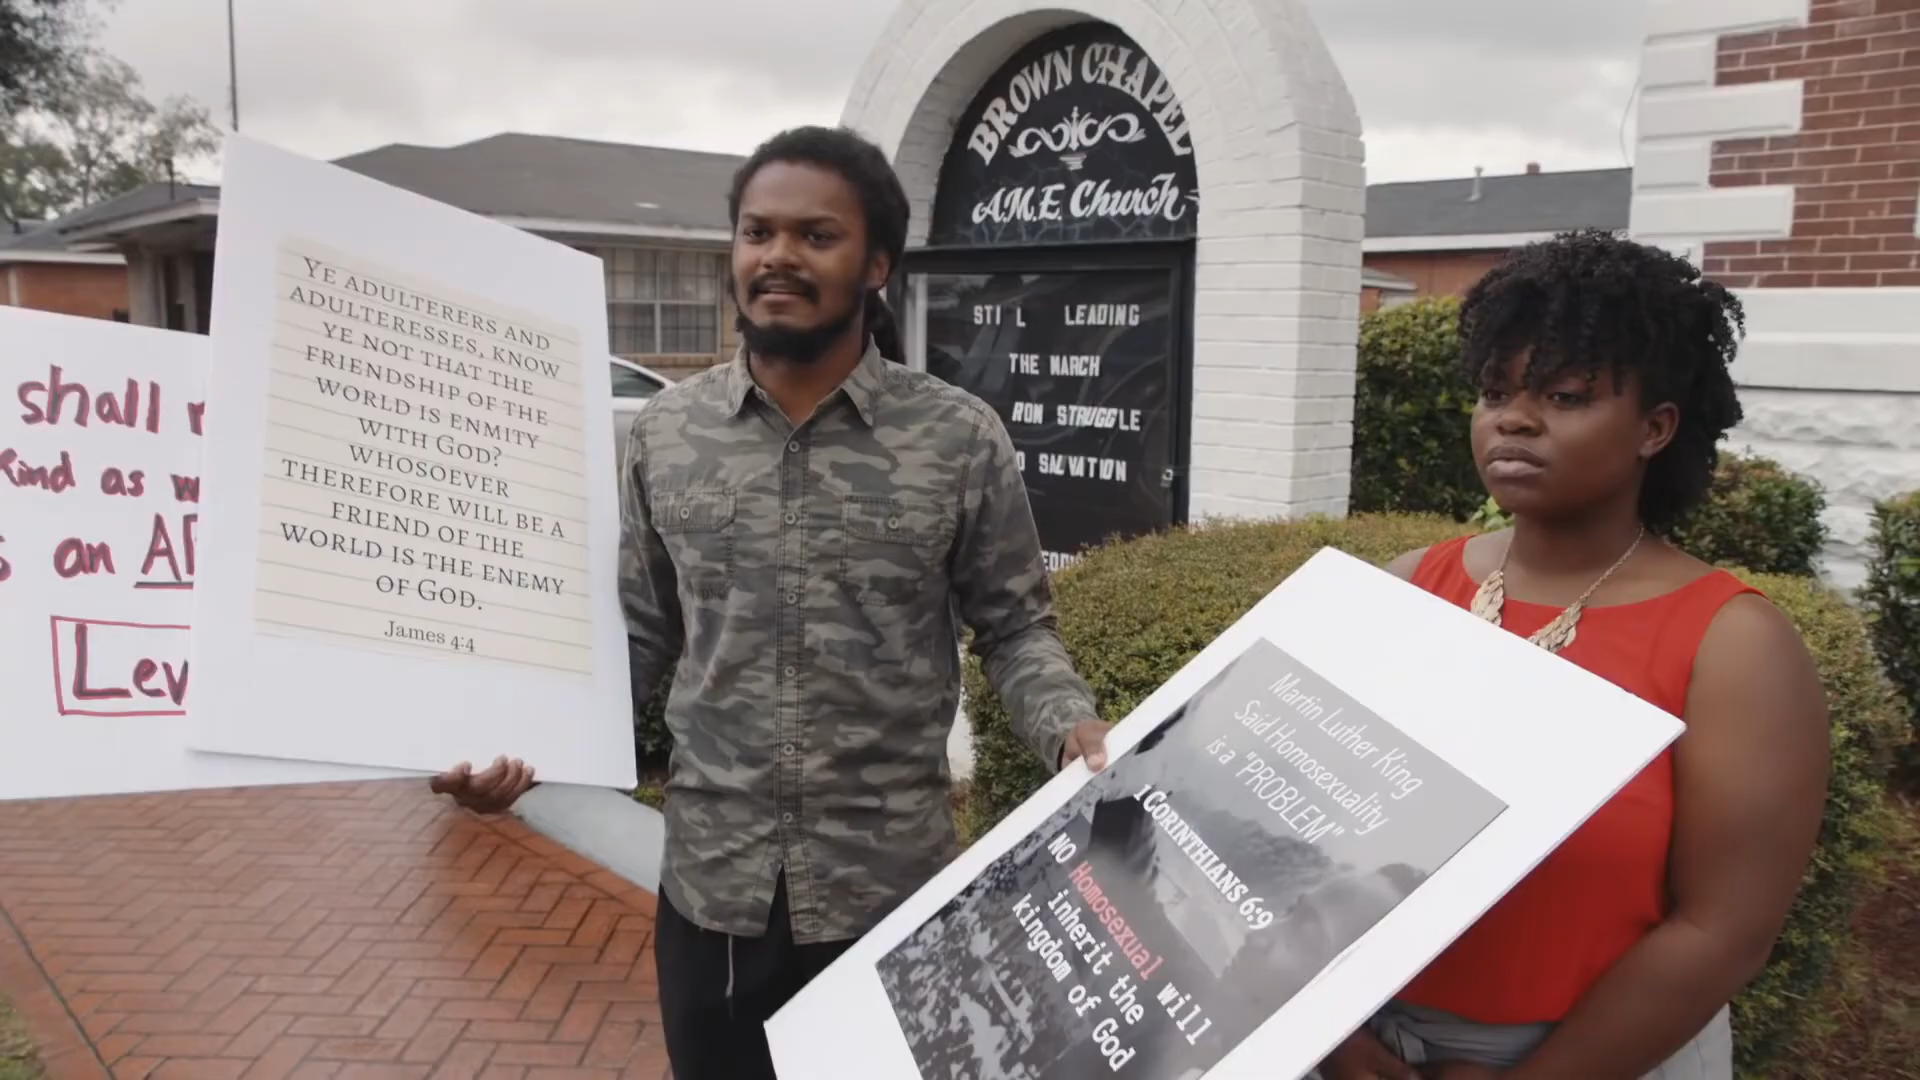 shall
Kind as
an
Lev
YE ADULTERERS AND
ADULTERESSES, KNOW
YE NOT THAT THE
FRIENDSHIP OF THE
WORLD IS ENMITY
WITH GOD?
WHOSOEVER
THEREFORE WILL BE A
FRIEND OF THE
WORLD IS THE ENEMY
OF GOD.
James 4:4
BROWN CHAPEL
A.M.E. Church
STI L LEADING
THE MARCH
ROM STRUGGLE
O SALVATION
Martin Luther King
Said Homosexuality
is a "PROBLEM"
1 CORINTHIANS 6:9
NO Homosexual will
inherit the
kingdom of God